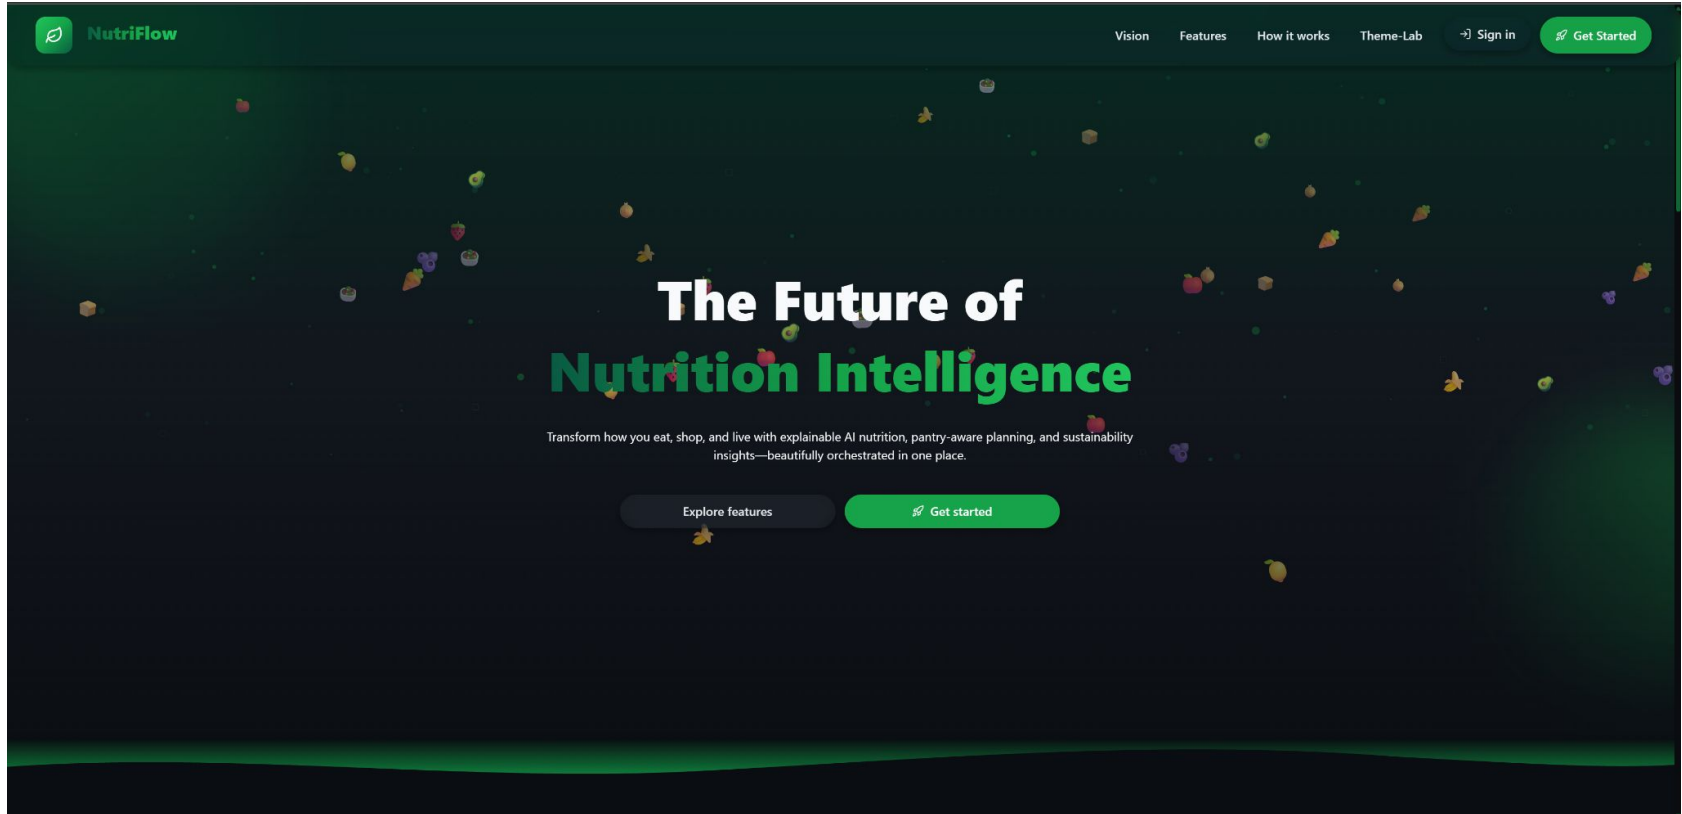 NutriFlow
Vision
Features
How it works
Theme-Lab
Sign in
Get Started
The Future of
Nutrition Intelligence
Transform how you eat, shop, and live with explainable AI nutrition, pantry-aware planning, and sustainability
insights—beautifully orchestrated in one place.
Explore features
Get started